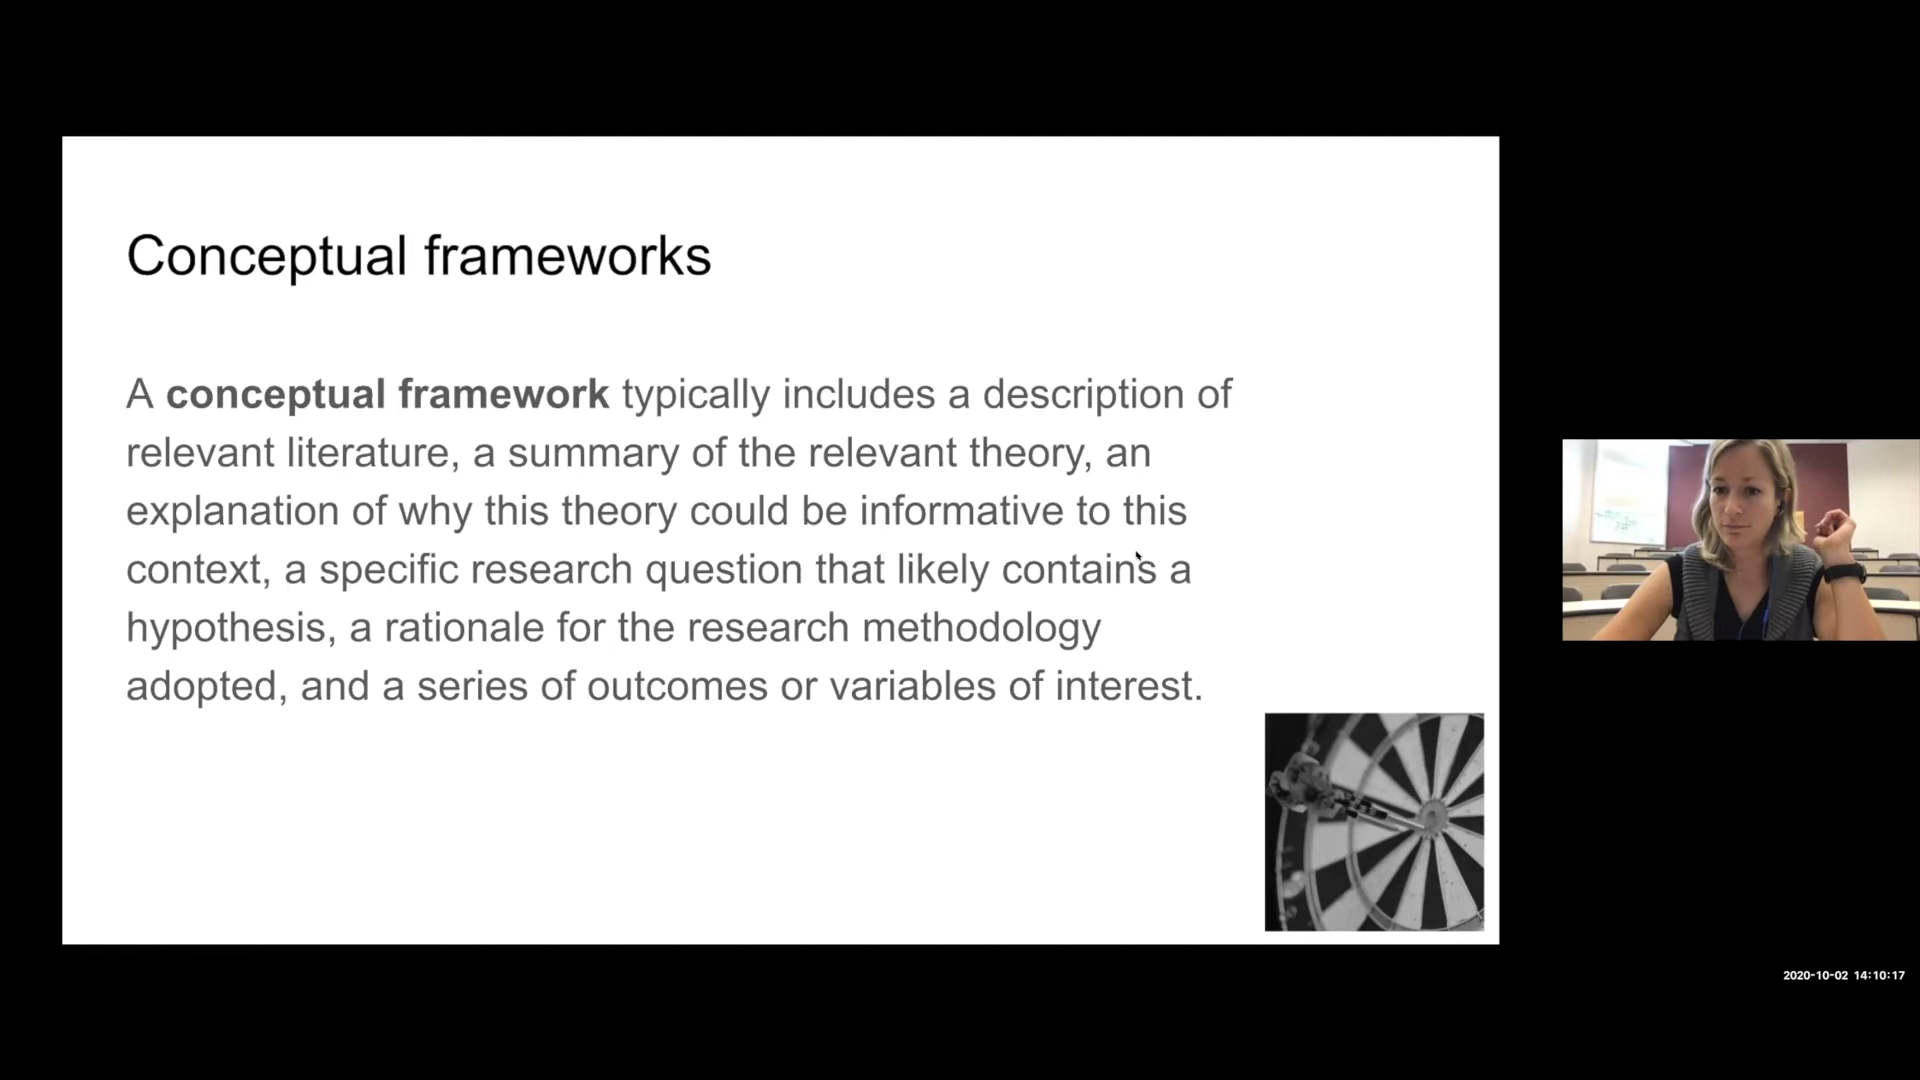 Conceptual frameworks
A conceptual framework typically includes a description of
relevant literature, a summary of the relevant theory, an
explanation of why this theory could be informative to this
context, a specific research question that likely contains a
hypothesis, a rationale for the research methodology
adopted, and a series of outcomes or variables of interest.
2020-10-02 14:10:17